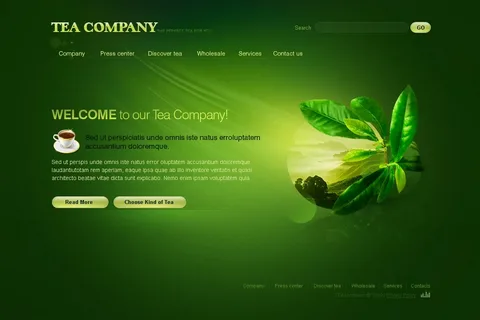 TEA COMPANY
Search
GO
Company Press center Discover tea Wholesale Services Contact us
WELCOME to our Tea Company!
Sed ut perspiciatis unde omnis iste natus erroluptatem
accusantium doloremque.
Sed ut perspis unde omnis iste natus error oluptatem accusantium doloremque
laudantiutotam rem aperiam, eaque ipsa quae ab illo inventore veritatis et quasi
architecto beatae vitae dicta sunt explicabo. Nemo enim ipsam voluptatem quia.
Read More
Choose Kind of Tea
Company Press center Discover tea Wholesale Services Contacts